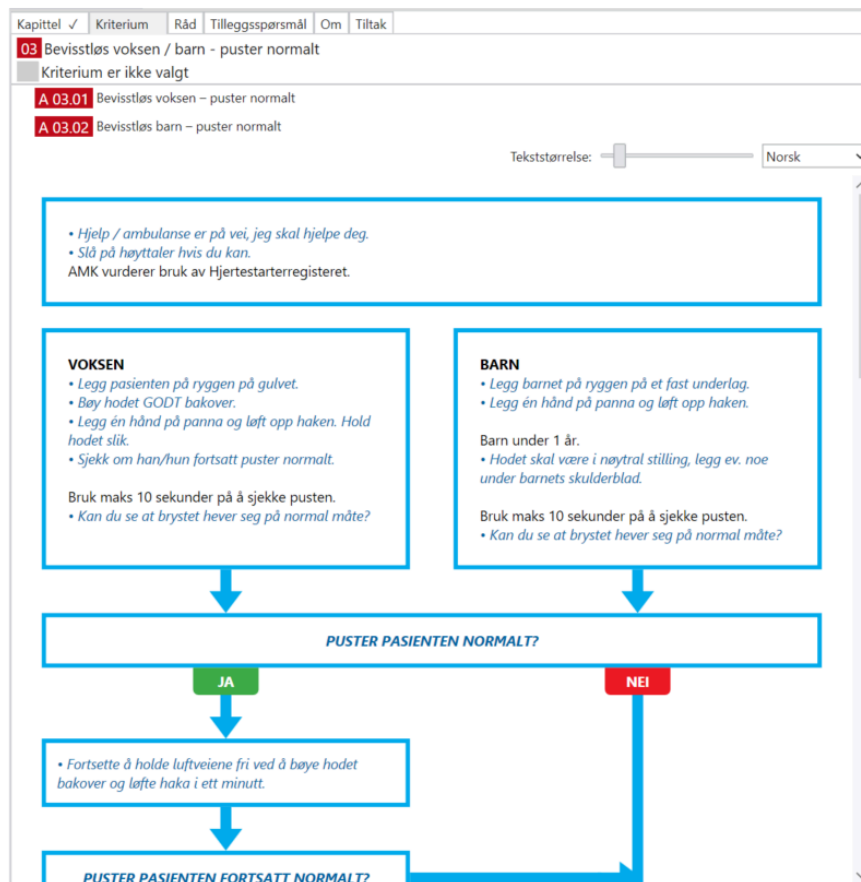 Kapittel ✓ Kriterium Råd Tilleggsspørsmål Om Tiltak
03 Bevisstløs voksen / barn - puster normalt
Kriterium er ikke valgt
A 03.01 Bevisstløs voksen – puster normalt
A 03.02 Bevisstløs barn – puster normalt
Tekststørrelse: Norsk
• Hjelp / ambulanse er på vei, jeg skal hjelpe deg.
• Slå på høyttaler hvis du kan.
AMK vurderer bruk av Hjertestarterregisteret.
VOKSEN
• Legg pasienten på ryggen på gulvet.
• Bøy hodet GODT bakover.
• Legg én hånd på panna og løft opp haken. Hold
hodet slik.
• Sjekk om han/hun fortsatt puster normalt.
Bruk maks 10 sekunder på å sjekke pusten.
• Kan du se at brystet hever seg på normal måte?
BARN
• Legg barnet på ryggen på et fast underlag.
• Legg én hånd på panna og løft opp haken.
Barn under 1 år.
• Hodet skal være i nøytral stilling, legg ev. noe
under barnets skulderblad.
Bruk maks 10 sekunder på å sjekke pusten.
• Kan du se at brystet hever seg på normal måte?
PUSTER PASIENTEN NORMALT?
JA
NEI
• Fortsette å holde luftveiene fri ved å bøye hodet
bakover og løfte haka i ett minutt.
PUSTER PASIENTEN FORTSATT NORMALT?